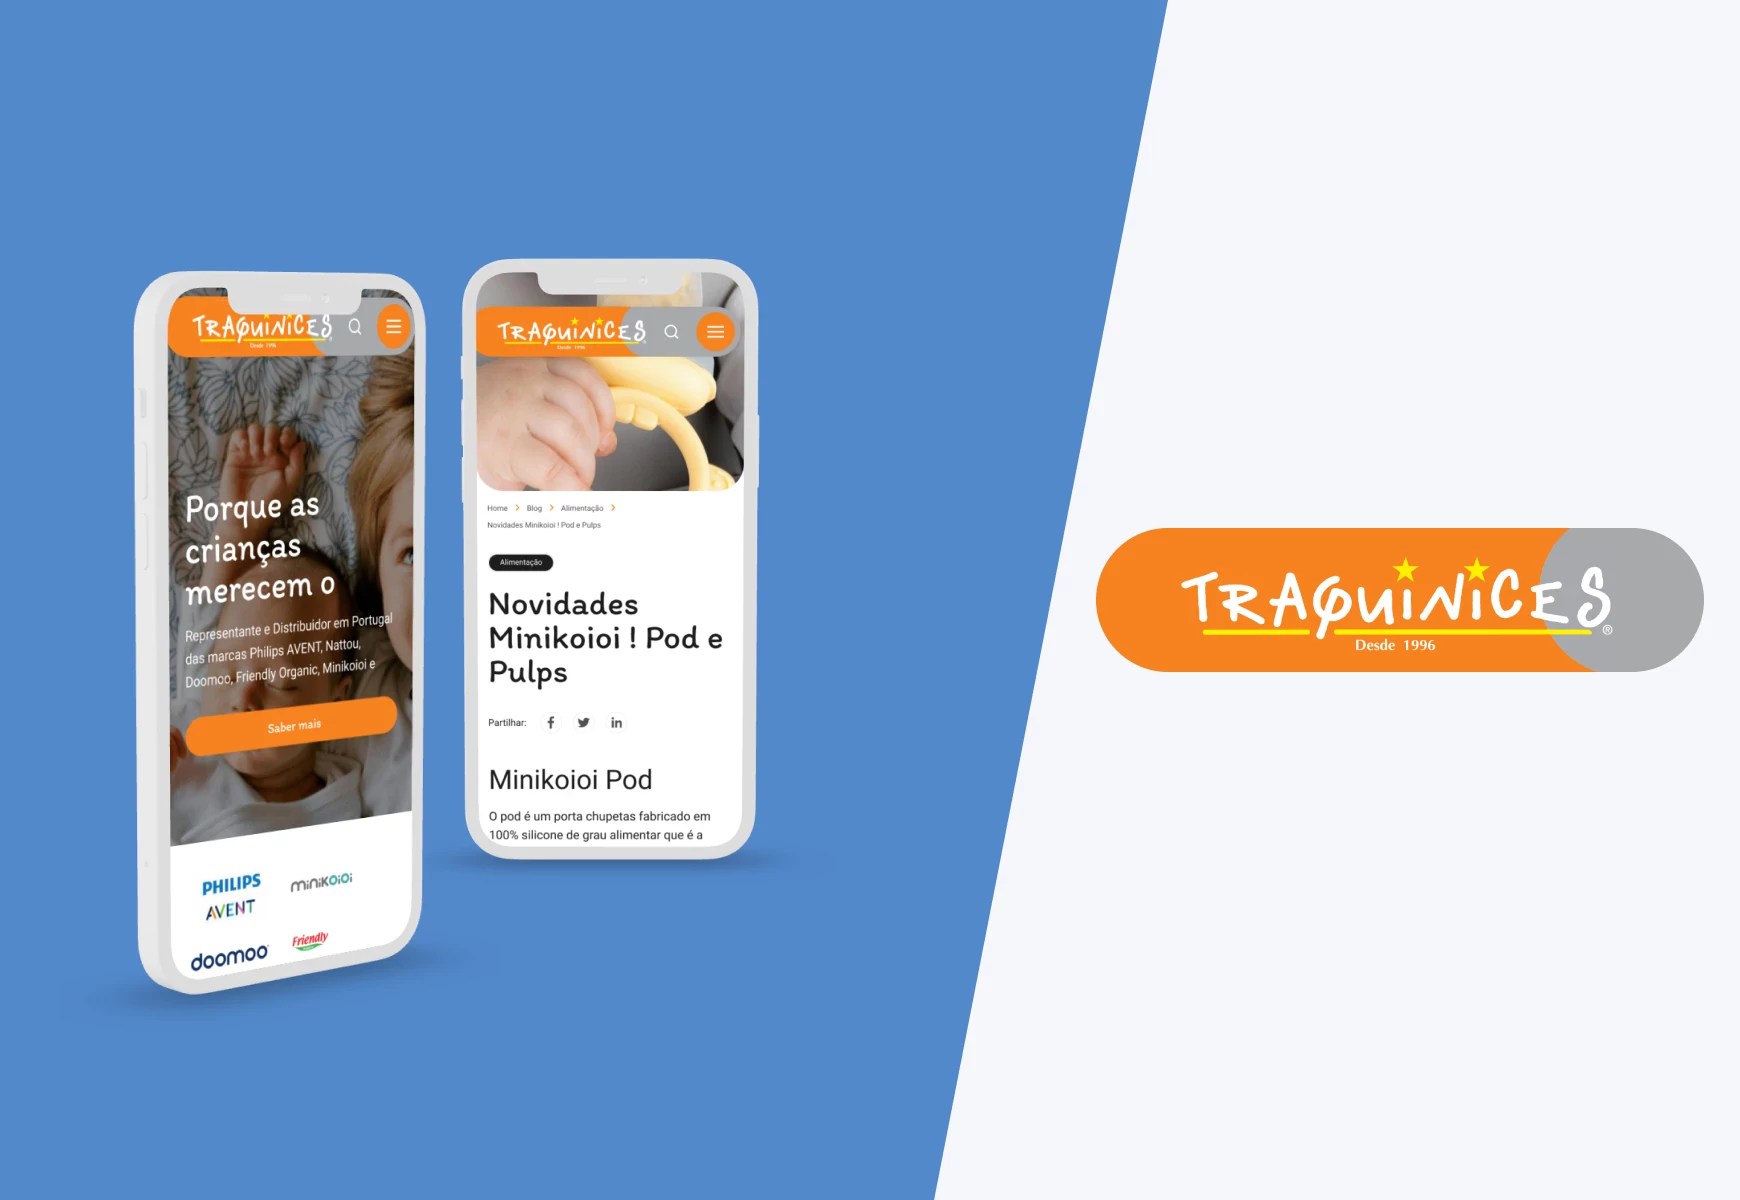 TRAQUINICES
Desde 1996
Porque as
crianças
merecem o
Representante e Distribuidor em Portugal
das marcas Philips AVENT, Nattou,
Doomoo, Friendly Organic, Minikoioi e
Saber mais
PHILIPS
AVENT
minikoioi
doomoo
Friendly
TRAQUINICES
Desde 1996
Home > Blog > Alimentação >
Novidades Minikoioi ! Pod e Pulps
Alimentação
Novidades
Minikoioi ! Pod e
Pulps
Partilhar:
Minikoioi Pod
O pod é um porta chupetas fabricado em
100% silicone de grau alimentar que é a
TRAQUINICES®
Desde 1996